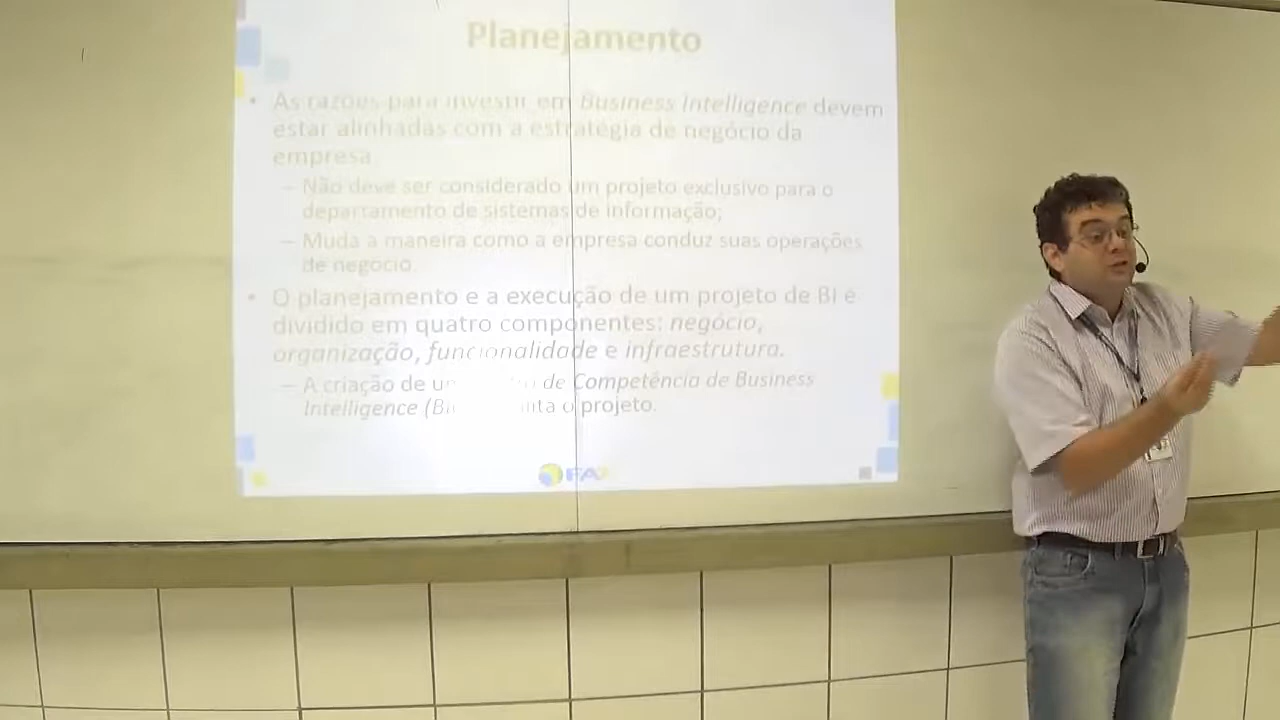 Planejamento
• As razões para investir em Business Intelligence devem
estar alinhadas com a estratégia de negócio da
empresa.
– Não deve ser considerado um projeto exclusivo para o
departamento de sistemas de informação;
– Muda a maneira como a empresa conduz suas operações
de negócio.
• O planejamento e a execução de um projeto de BI é
dividido em quatro componentes: negócio,
organização, funcionalidade e infraestrutura.
– A criação de de Competência de Business
Intelligence o projeto.